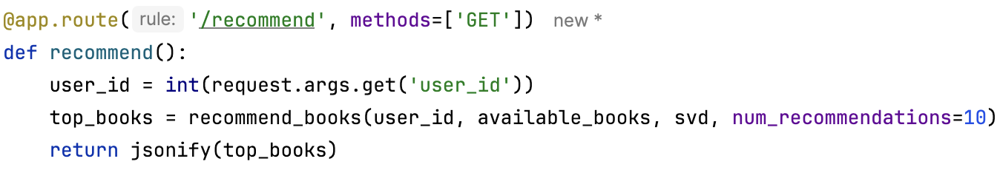 @app.route( rule: '/recommend', methods=['GET']) new *
def recommend():
    user_id = int(request.args.get('user_id'))
    top_books = recommend_books(user_id, available_books, svd, num_recommendations=10)
    return jsonify(top_books)